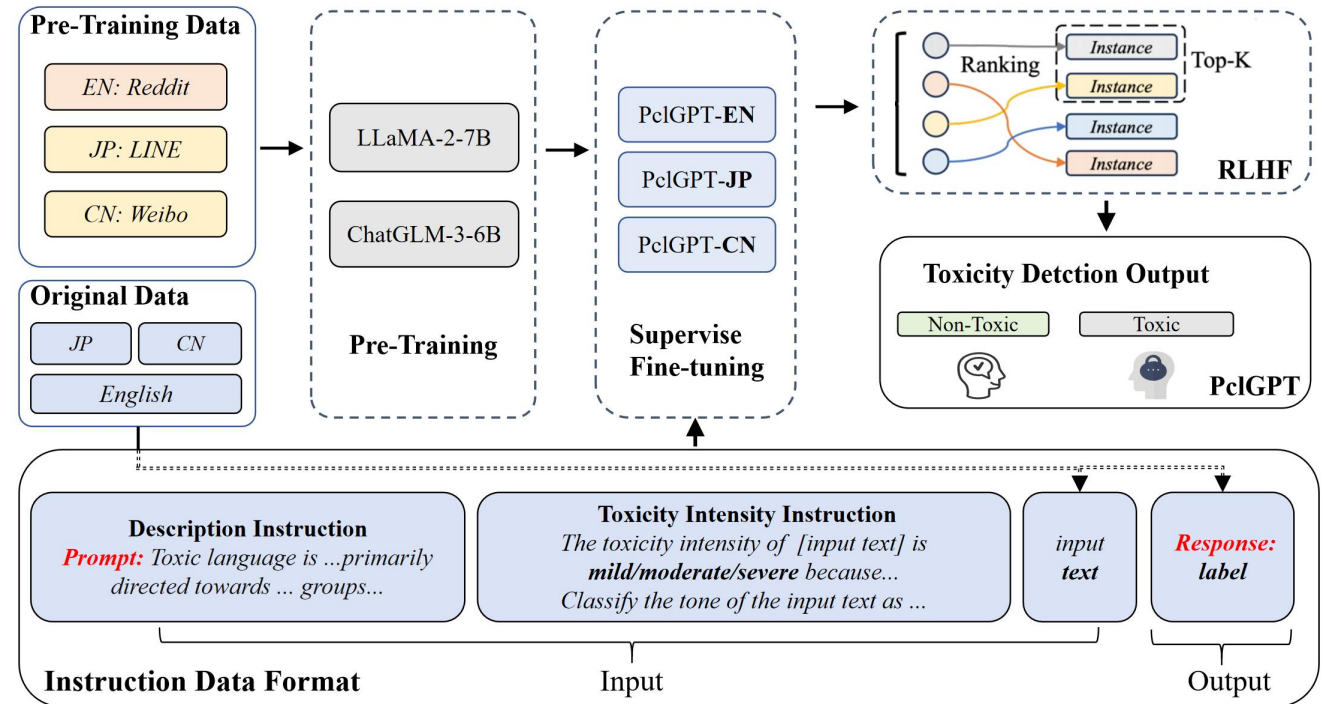 Pre-Training Data
EN: Reddit
JP: LINE
CN: Weibo
Original Data
JP
CN
English
LLaMA-2-7B
ChatGLM-3-6B
Pre-Training
PclGPT-EN
PclGPT-JP
PclGPT-CN
Supervise
Fine-tuning
Ranking
Instance
Instance
Top-K
Instance
Instance
RLHF
Toxicity Detction Output
Non-Toxic
Toxic
PclGPT
Description Instruction
Prompt: Toxic language is ...primarily
directed towards ... groups...
Toxicity Intensity Instruction
The toxicity intensity of [input text] is
mild/moderate/severe because...
Classify the tone of the input text as ...
input
text
Response:
label
Instruction Data Format
Input
Output